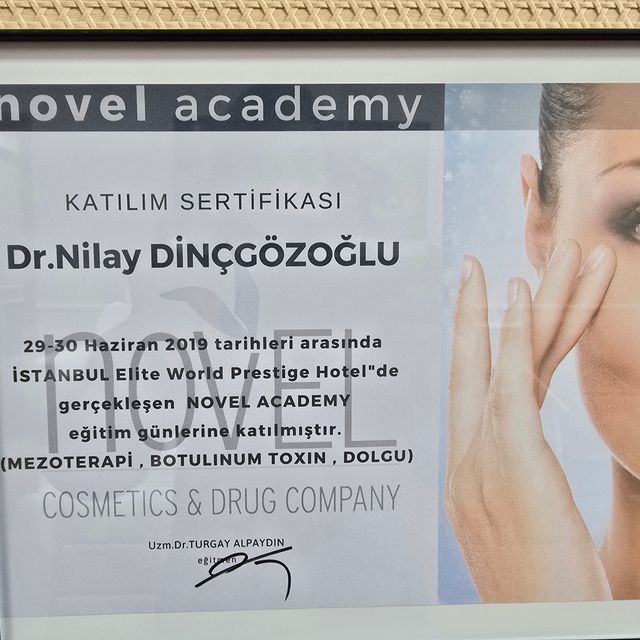 novel academy
KATILIM SERTİFİKASI
Dr.Nilay DİNÇGÖZOĞLU
NOVEL
29-30 Haziran 2019 tarihleri arasında
İSTANBUL Elite World Prestige Hotel"de
gerçekleşen NOVEL ACADEMY
eğitim günlerine katılmıştır.
(MEZOTERAPİ , BOTULINUM TOXIN , DOLGU)
COSMETICS & DRUG COMPANY
Uzm.Dr.TURGAY ALPAYDIN
eğitmen